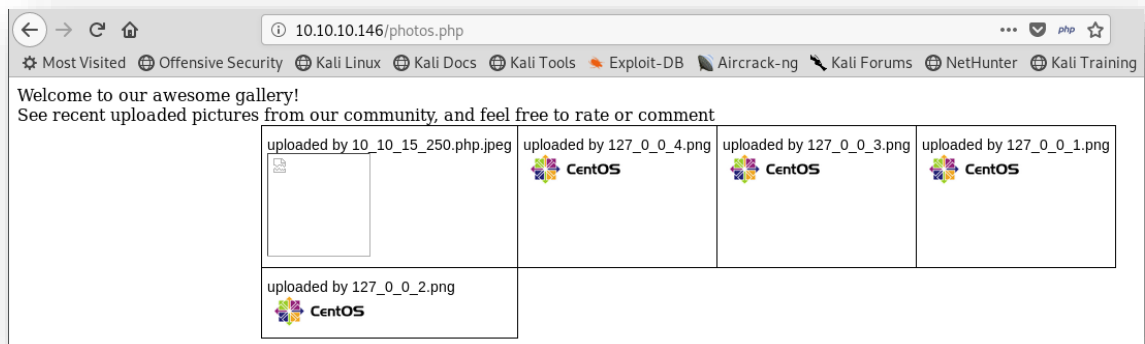 10.10.10.146/photos.php
php
Most Visited Offensive Security Kali Linux Kali Docs Kali Tools Exploit-DB Aircrack-ng Kali Forums NetHunter Kali Training
Welcome to our awesome gallery!
See recent uploaded pictures from our community, and feel free to rate or comment
uploaded by 10_10_15_250.php.jpeg uploaded by 127_0_0_4.png uploaded by 127_0_0_3.png uploaded by 127_0_0_1.png
CentOS CentOS CentOS
uploaded by 127_0_0_2.png
CentOS